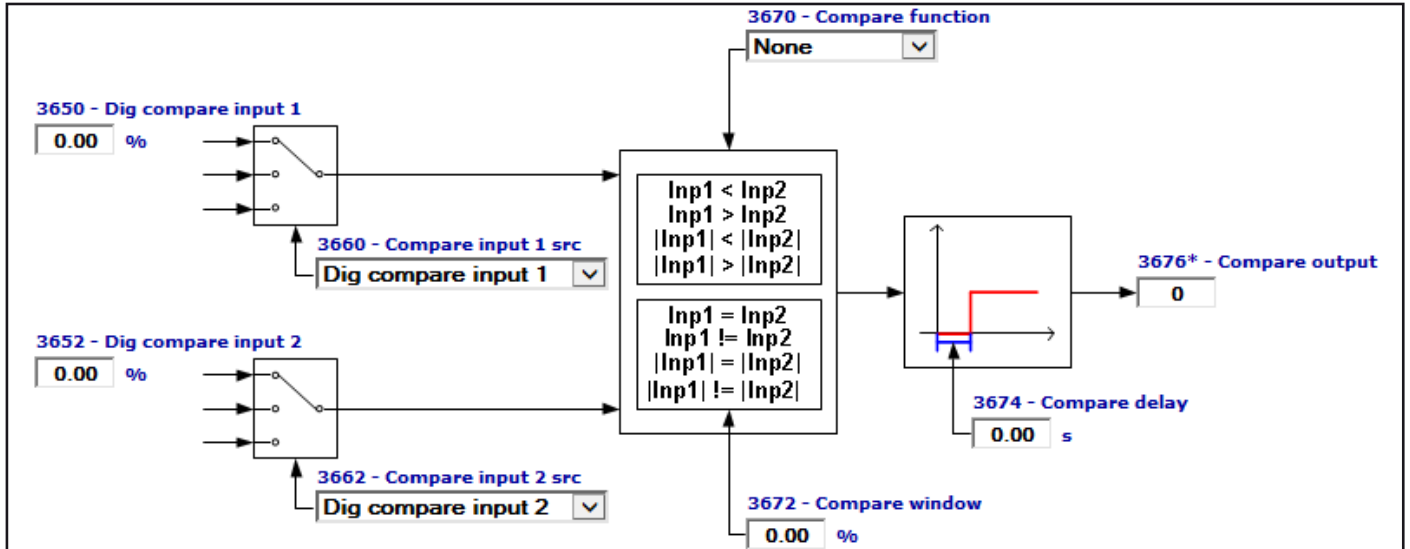 3670 - Compare function
None
3650 - Dig compare input 1
0.00 %
Inp1 < Inp2
Inp1 > Inp2
|Inp1| < |Inp2|
|Inp1| > |Inp2|
3660 - Compare input 1 src
Dig compare input 1
3676* - Compare output
0
Inp1 = Inp2
Inp1 != Inp2
|Inp1| = |Inp2|
|Inp1| != |Inp2|
3652 - Dig compare input 2
0.00 %
3674 - Compare delay
0.00 s
3662 - Compare input 2 src
Dig compare input 2
3672 - Compare window
0.00 %